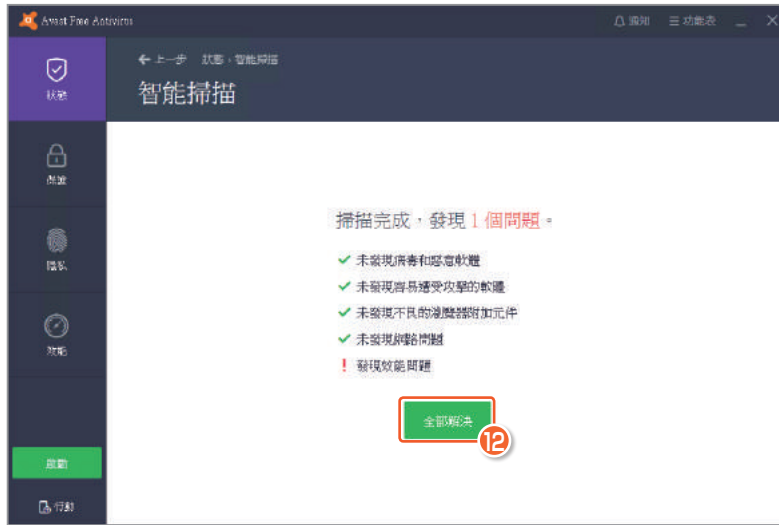 Avast Free Antivirus
通知
功能表
上一步 狀態 › 智能掃描
智能掃描
狀態
保護
隱私
效能
啟動
行動
掃描完成，發現 1 個問題。
未發現病毒和惡意軟體
未發現容易遭受攻擊的軟體
未發現不良的瀏覽器附加元件
未發現網路問題
! 發現效能問題
全部解決
12